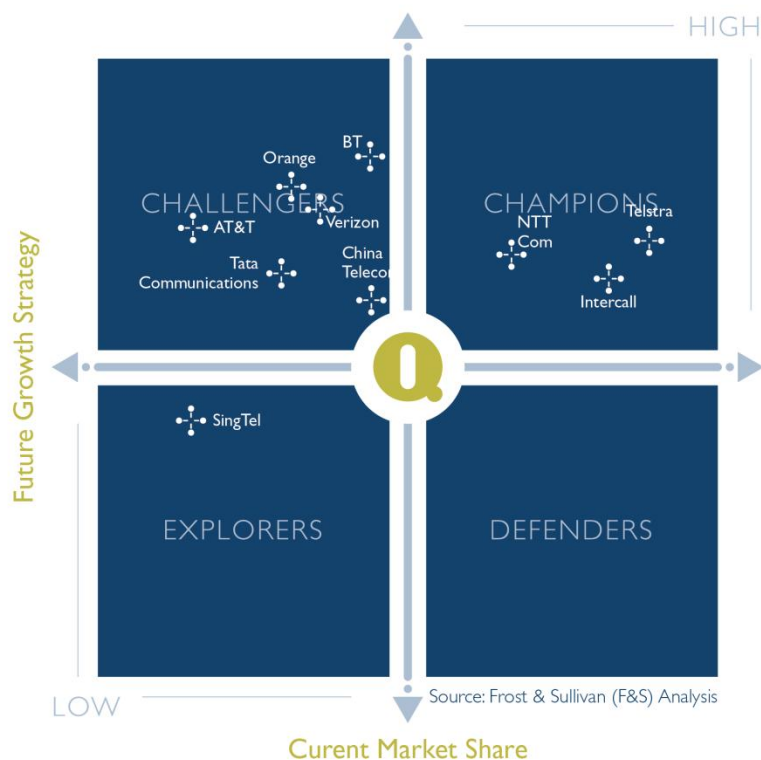 HIGH
BT
Orange
CHALLENGERS
CHAMPIONS
Telstra
Verizon
NTT
Com
AT&T
China
Telecom
Tata
Communications
Intercall
Future Growth Strategy
Q
SingTel
EXPLORERS
DEFENDERS
Source: Frost & Sullivan (F&S) Analysis
LOW
Curent Market Share